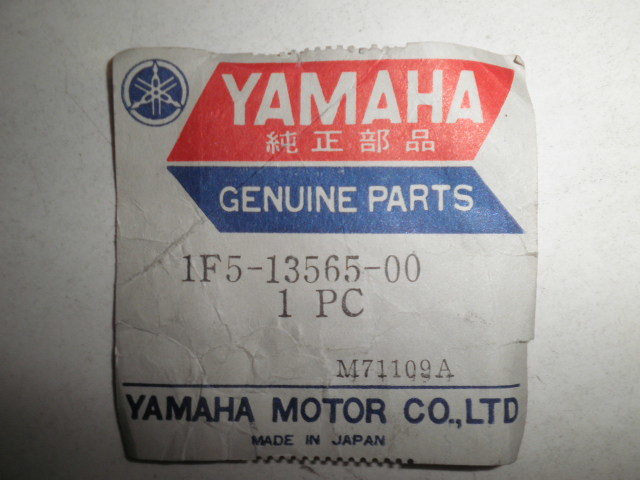 YAMAHA
純正部品
GENUINE PARTS
1F5-13565-00
1 PC
M71109A
YAMAHA MOTOR CO.,LTD
MADE IN JAPAN